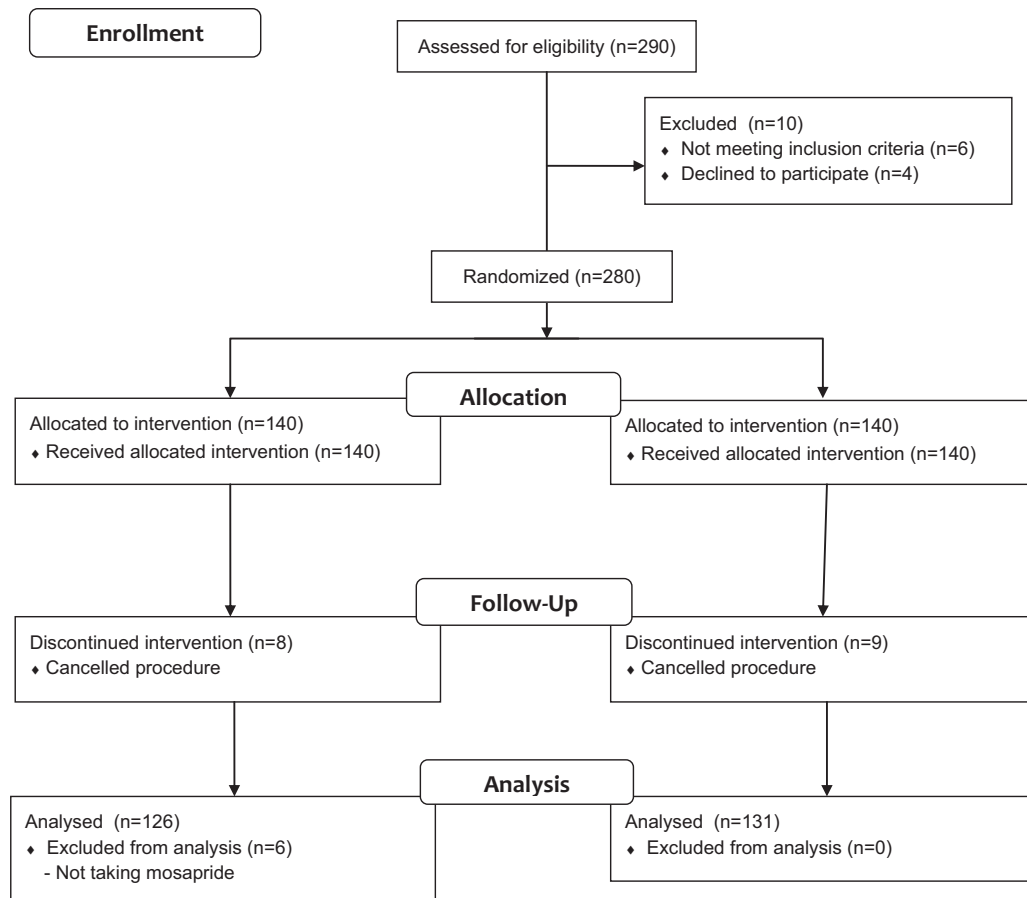 Enrollment
Assessed for eligibility (n=290)
Excluded (n=10)
♦ Not meeting inclusion criteria (n=6)
♦ Declined to participate (n=4)
Randomized (n=280)
Allocation
Allocated to intervention (n=140)
♦ Received allocated intervention (n=140)
Allocated to intervention (n=140)
♦ Received allocated intervention (n=140)
Follow-Up
Discontinued intervention (n=8)
♦ Cancelled procedure
Discontinued intervention (n=9)
♦ Cancelled procedure
Analysis
Analysed (n=126)
♦ Excluded from analysis (n=6)
- Not taking mosapride
Analysed (n=131)
♦ Excluded from analysis (n=0)